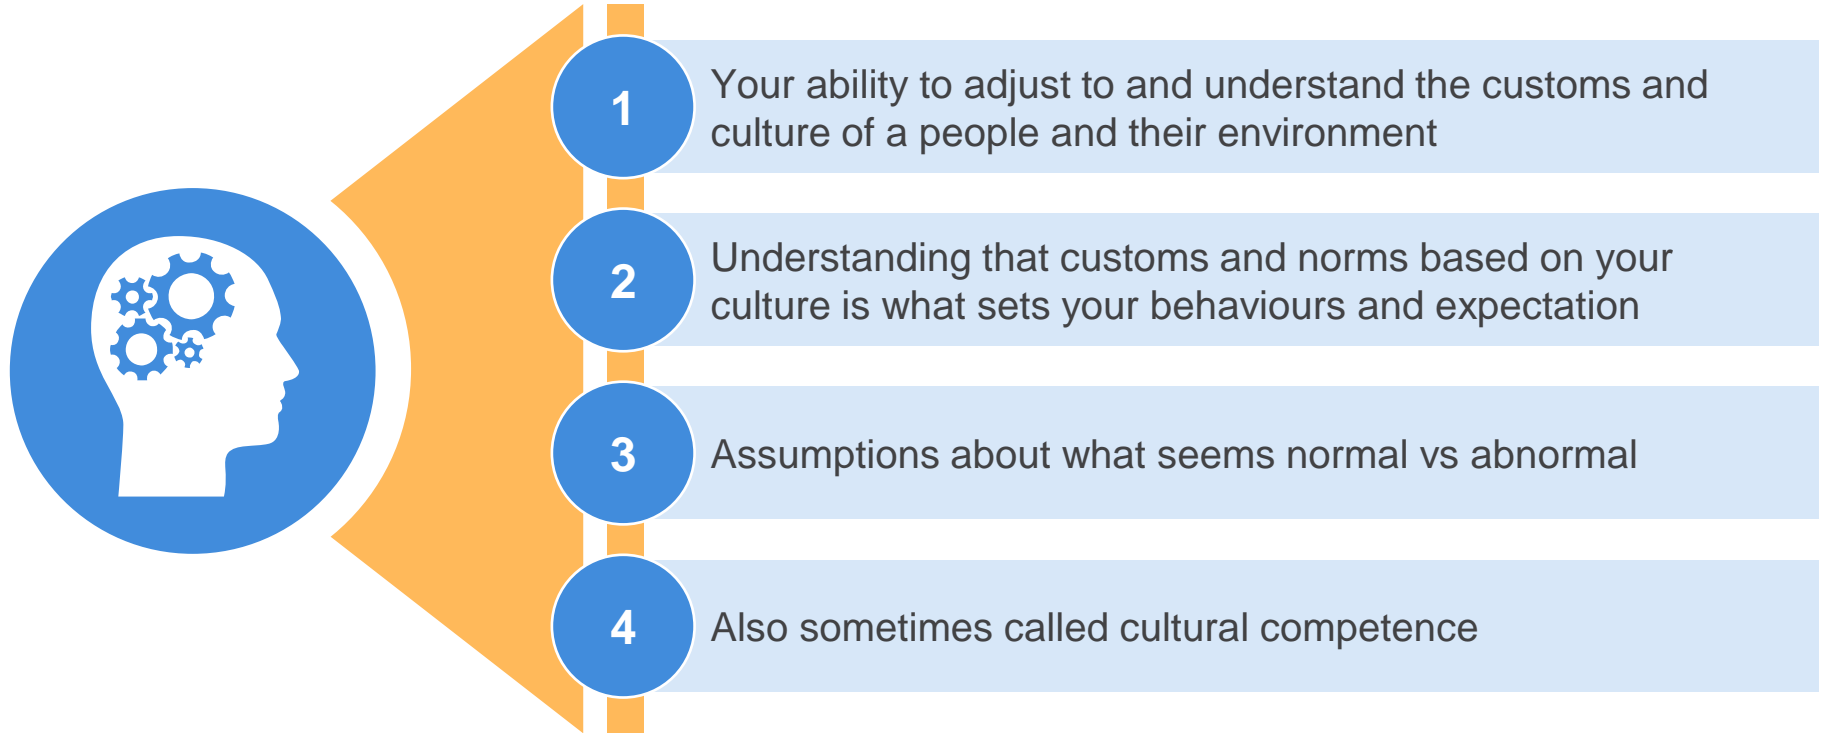 1
Your ability to adjust to and understand the customs and
culture of a people and their environment
2
Understanding that customs and norms based on your
culture is what sets your behaviours and expectation
3
Assumptions about what seems normal vs abnormal
4
Also sometimes called cultural competence